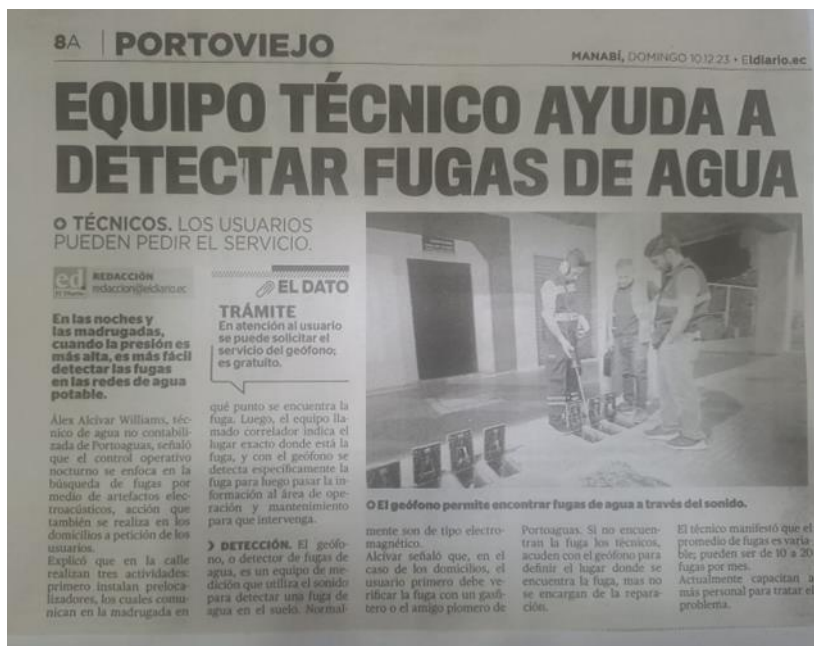 8A | PORTOVIEJO
MANABÍ, DOMINGO 10.12.23 • Eldiario.ec
EQUIPO TÉCNICO AYUDA A
DETECTAR FUGAS DE AGUA
TÉCNICOS. LOS USUARIOS
PUEDEN PEDIR EL SERVICIO.
ed
El Diario
REDACCIÓN
redaccion@eldiario.ec
En las noches y
las madrugadas,
cuando la presión es
más alta, es más fácil
detectar las fugas
en las redes de agua
potable.
Álex Alcívar Williams, téc-
nico de agua no contabili-
zada de Portoaguas, señaló
que el control operativo
nocturno se enfoca en la
búsqueda de fugas por
medio de artefactos elec-
troacústicos, acción que
también se realiza en los
domicilios a petición de los
usuarios.
Explicó que en la calle
realizan tres actividades:
primero instalan preloca-
lizadores, los cuales comu-
nican en la madrugada en
EL DATO
TRÁMITE
En atención al usuario
se puede solicitar el
servicio del geófono;
es gratuito.
qué punto se encuentra la
fuga. Luego, el equipo lla-
mado correlador indica el
lugar exacto donde está la
fuga, y con el geófono se
detecta específicamente la
fuga para luego pasar la in-
formación al área de ope-
ración y mantenimiento
para que intervenga.
DETECCIÓN. El geófo-
no, o detector de fugas de
agua, es un equipo de me-
dición que utiliza el sonido
para detectar una fuga de
agua en el suelo. Normal-
El geófono permite encontrar fugas de agua a través del sonido.
mente son de tipo electro-
magnético.
Alcívar señaló que, en el
caso de los domicilios, el
usuario primero debe ve-
rificar la fuga con un gasfi-
tero o el amigo plomero de
Portoaguas. Si no encuen-
tran la fuga los técnicos,
acuden con el geófono para
definir el lugar donde se
encuentra la fuga, mas no
se encargan de la repara-
ción.
El técnico manifestó que el
promedio de fugas es varia-
ble; pueden ser de 10 a 20
fugas por mes.
Actualmente capacitan a
más personal para tratar el
problema.